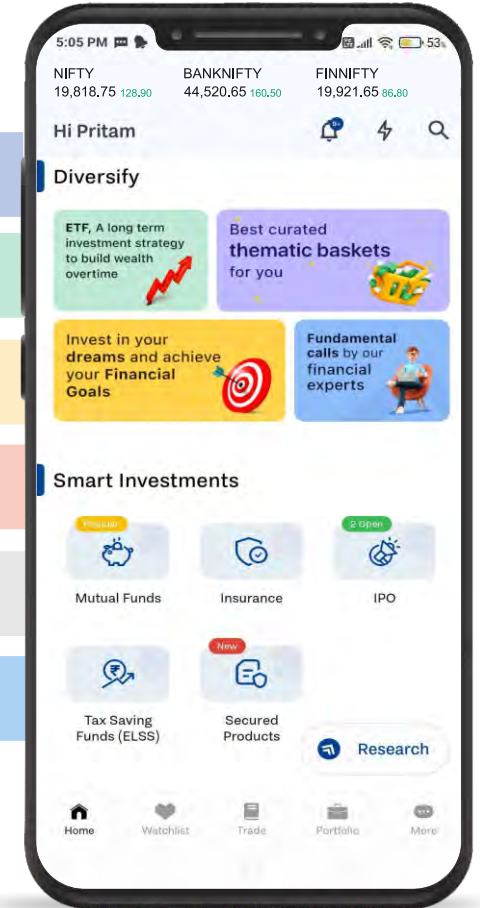 5:05 PM
53%
NIFTY BANKNIFTY FINNIFTY
19,818.75 128.90 44,520.65 160.50 19,921.65 86.80
Hi Pritam
9+
Diversify
ETF, A long term
investment strategy
to build wealth
overtime
Best curated
thematic baskets
for you
Invest in your
dreams and achieve
your Financial
Goals
Fundamental
calls by our
financial
experts
Smart Investments
Popular
2 Open
Mutual Funds
Insurance
IPO
New
Tax Saving
Funds (ELSS)
Secured
Products
Research
Home Watchlist Trade Portfolio More